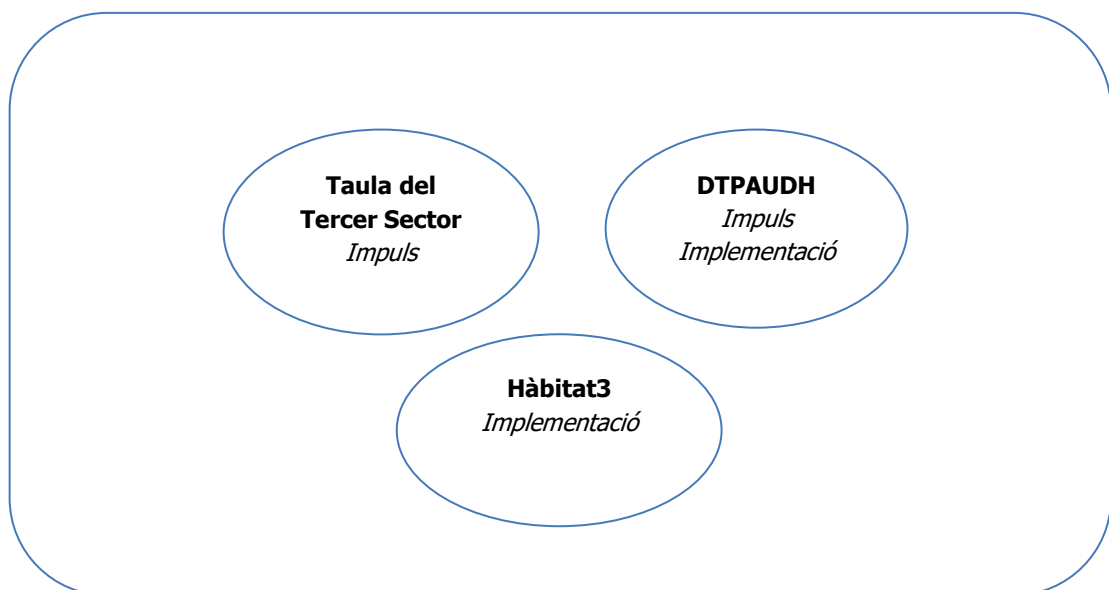 Taula del
Tercer Sector
Impuls
DTPAUDH
Impuls
Implementació
Hàbitat3
Implementació